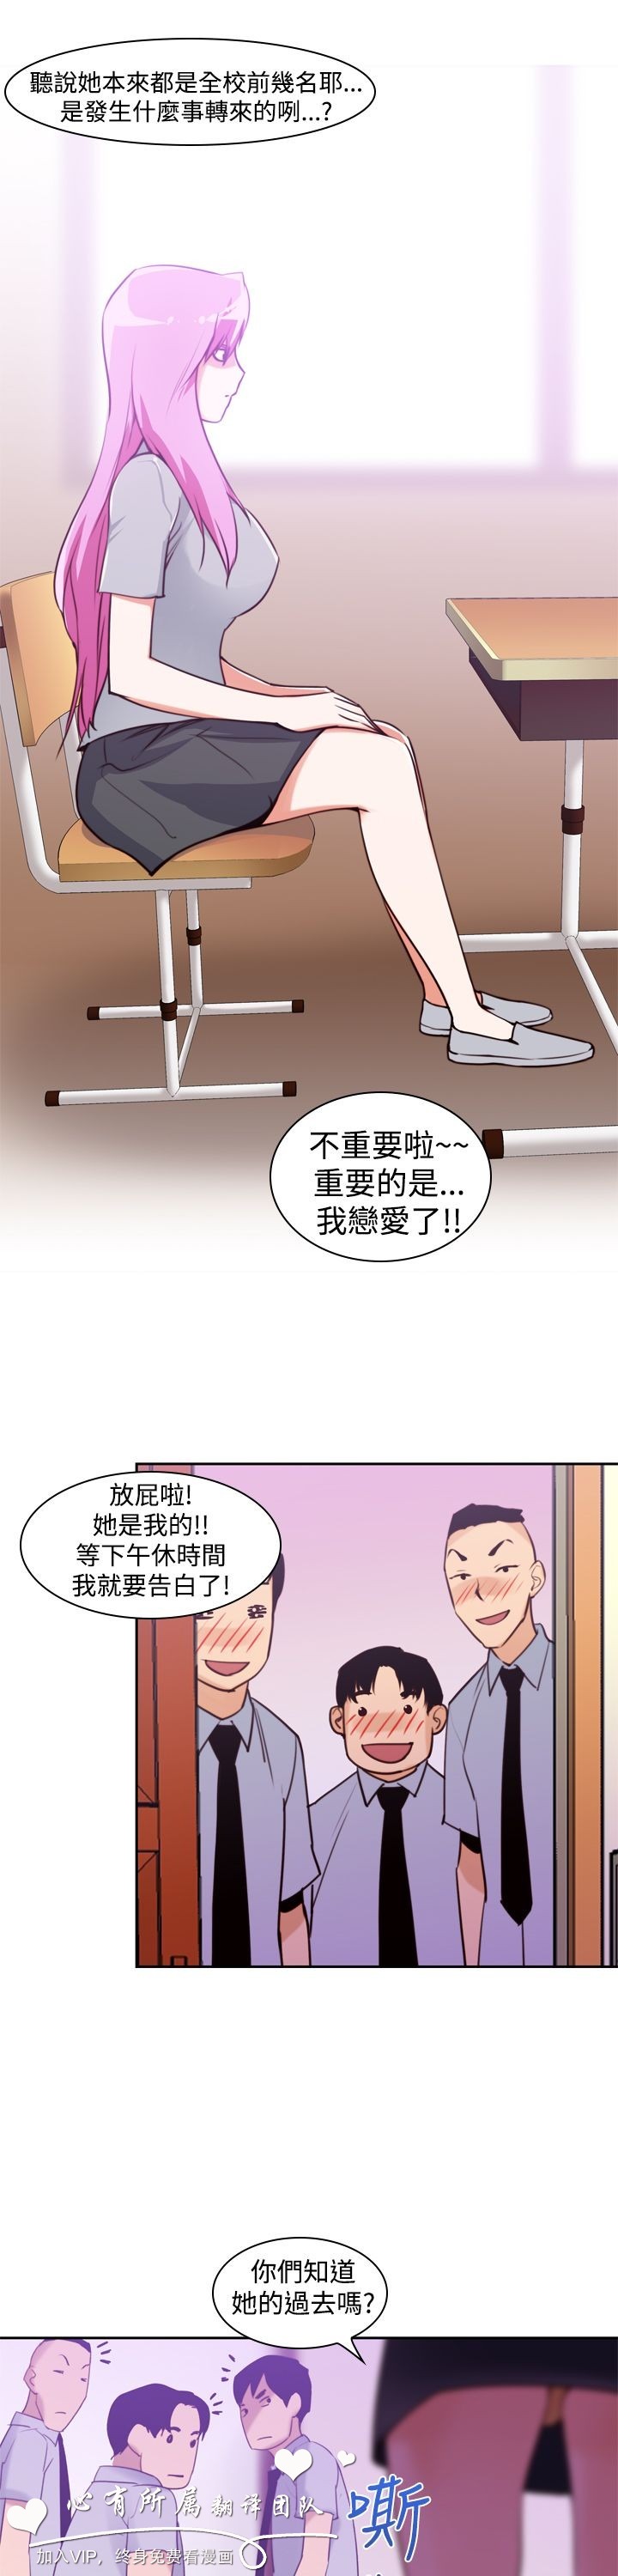 聽說她本來都是全校前幾名耶...
是發生什麼事轉來的咧...?
不重要啦~~
重要的是...
我戀愛了!!
放屁啦!
她是我的!!
等下午休時間
我就要告白了!
你們知道
她的過去嗎?
嘶
心有所属翻译团队
加入VIP，终身免费看漫画